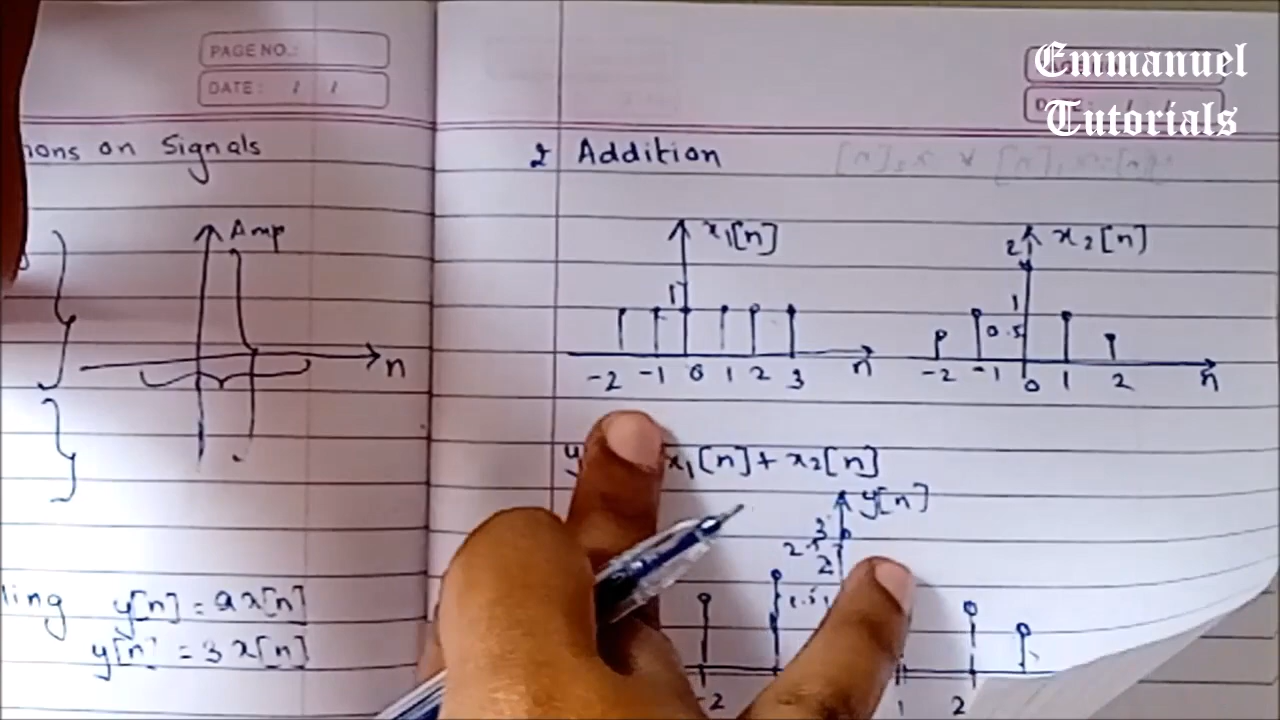 PAGE NO.:
DATE: / /
ons on Signals
Amp
n
ling y[n] = ax[n]
y[n] = 3x[n]
Emmanuel
Tutorials
2 Addition
x1[n]
1
-2 -1 0 1 2 3 n
x2[n]
2
1
0.5
-2 -1 0 1 2 n
y x1[n] + x2[n]
y[n]
3
2
-2 1 2